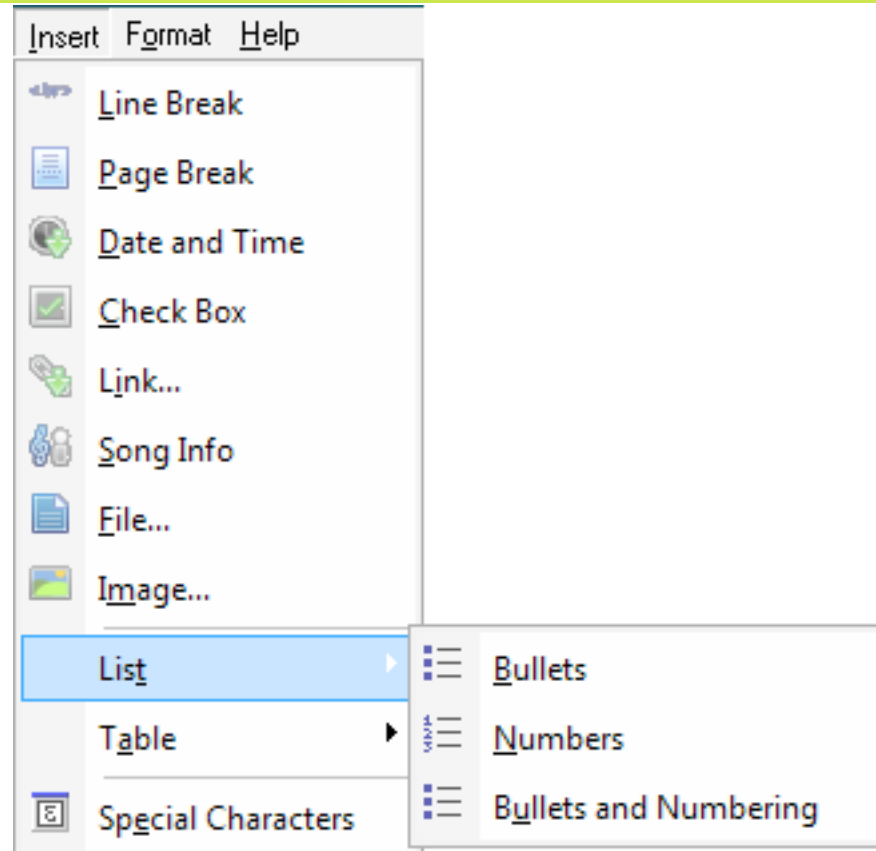 Insert Format Help
Line Break
Page Break
Date and Time
Check Box
Link...
Song Info
File...
Image...
List
Bullets
Table
Numbers
Special Characters
Bullets and Numbering